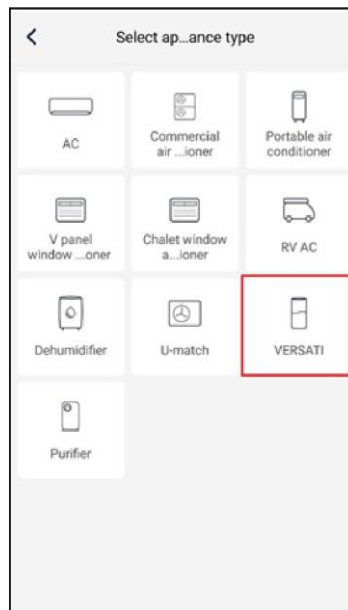 Select ap...ance type
AC
Commercial
air ...ioner
Portable air
conditioner
V panel
window ...oner
Chalet window
a...ioner
RV AC
Dehumidifier
U-match
VERSATI
Purifier